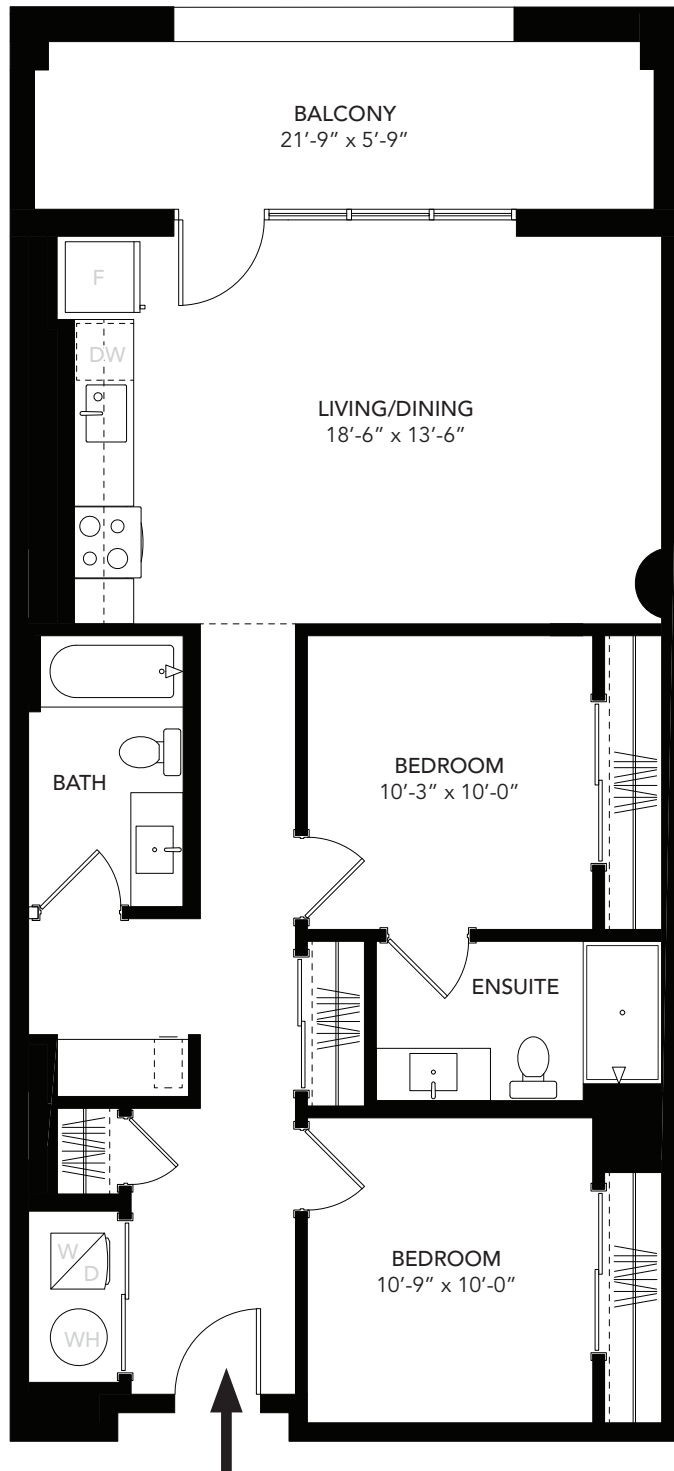 BALCONY
21’-9” x 5’-9”
F
DW
LIVING/DINING
18’-6” x 13’-6”
BATH
BEDROOM
10’-3” x 10’-0”
ENSUITE
W
D
WH
BEDROOM
10’-9” x 10’-0”